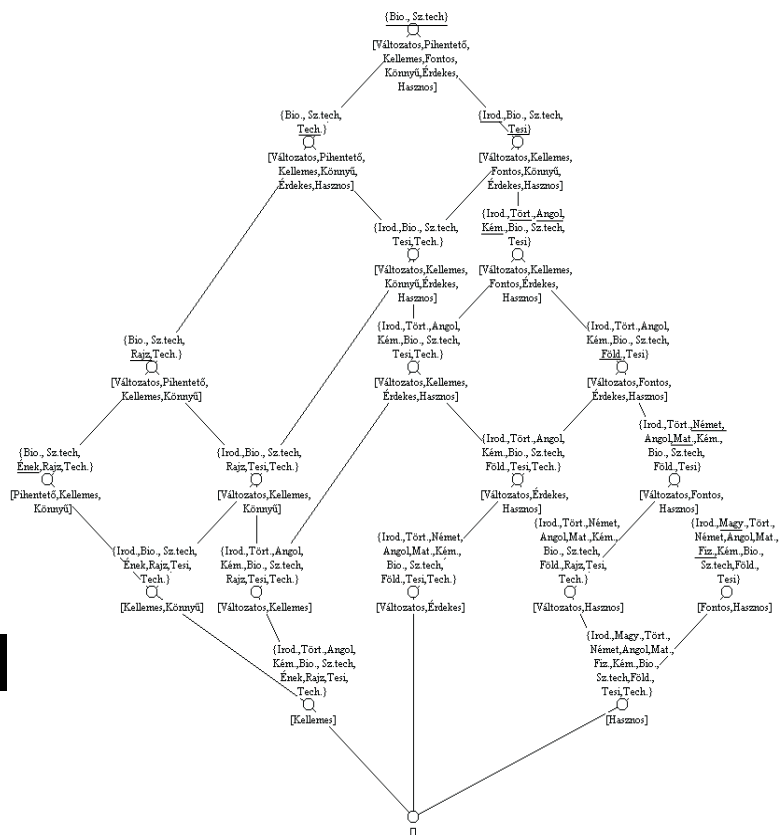 {Bio., Sz.tech}
[Változatos,Pihentető,
Kellemes,Fontos,
Könnyű,Érdekes,
Hasznos]
{Bio., Sz.tech,
Tech.}
[Változatos,Pihentető,
Kellemes,Könnyű,
Érdekes,Hasznos]
{Irod.,Bio., Sz.tech,
Tesi}
[Változatos,Kellemes,
Fontos,Könnyű,
Érdekes,Hasznos]
{Irod.,Bio., Sz.tech,
Tesi,Tech.}
[Változatos,Kellemes,
Könnyű,Érdekes,
Hasznos]
{Irod.,Tört.,Angol,
Kém.,Bio., Sz.tech,
Tesi}
[Változatos,Kellemes,
Fontos,Érdekes,
Hasznos]
{Bio., Sz.tech,
Rajz,Tech.}
[Változatos,Pihentető,
Kellemes,Könnyű]
{Irod.,Tört.,Angol,
Kém.,Bio., Sz.tech,
Tesi,Tech.}
[Változatos,Kellemes,
Érdekes,Hasznos]
{Irod.,Tört.,Angol,
Kém.,Bio., Sz.tech,
Föld.,Tesi}
[Változatos,Fontos,
Érdekes,Hasznos]
{Bio., Sz.tech,
Ének,Rajz,Tech.}
[Pihentető,Kellemes,
Könnyű]
{Irod.,Bio., Sz.tech,
Rajz,Tesi,Tech.}
[Változatos,Kellemes,
Könnyű]
{Irod.,Tört.,Angol,
Kém.,Bio., Sz.tech,
Föld.,Tesi,Tech.}
[Változatos,Érdekes,
Hasznos]
{Irod.,Tört.,Német,
Angol,Mat.,Kém.,
Bio., Sz.tech,
Föld.,Tesi}
[Változatos,Fontos,
Hasznos]
{Irod.,Bio., Sz.tech,
Ének,Rajz,Tesi,
Tech.}
[Kellemes,Könnyű]
{Irod.,Tört.,Angol,
Kém.,Bio., Sz.tech,
Rajz,Tesi,Tech.}
[Változatos,Kellemes]
{Irod.,Tört.,Német,
Angol,Mat.,Kém.,
Bio., Sz.tech,
Föld.,Tesi,Tech.}
[Változatos,Érdekes]
{Irod.,Tört.,Német,
Angol,Mat.,Kém.,
Bio., Sz.tech,
Föld.,Rajz,Tesi,
Tech.}
[Változatos,Hasznos]
{Irod.,Magy.,Tört.,
Német,Angol,Mat.,
Fiz.,Kém.,Bio.,
Sz.tech,Föld.,
Tesi}
[Fontos,Hasznos]
{Irod.,Tört.,Angol,
Kém.,Bio., Sz.tech,
Ének,Rajz,Tesi,
Tech.}
[Kellemes]
{Irod.,Magy.,Tört.,
Német,Angol,Mat.,
Fiz.,Kém.,Bio.,
Sz.tech,Föld.,
Tesi,Tech.}
[Hasznos]
[]